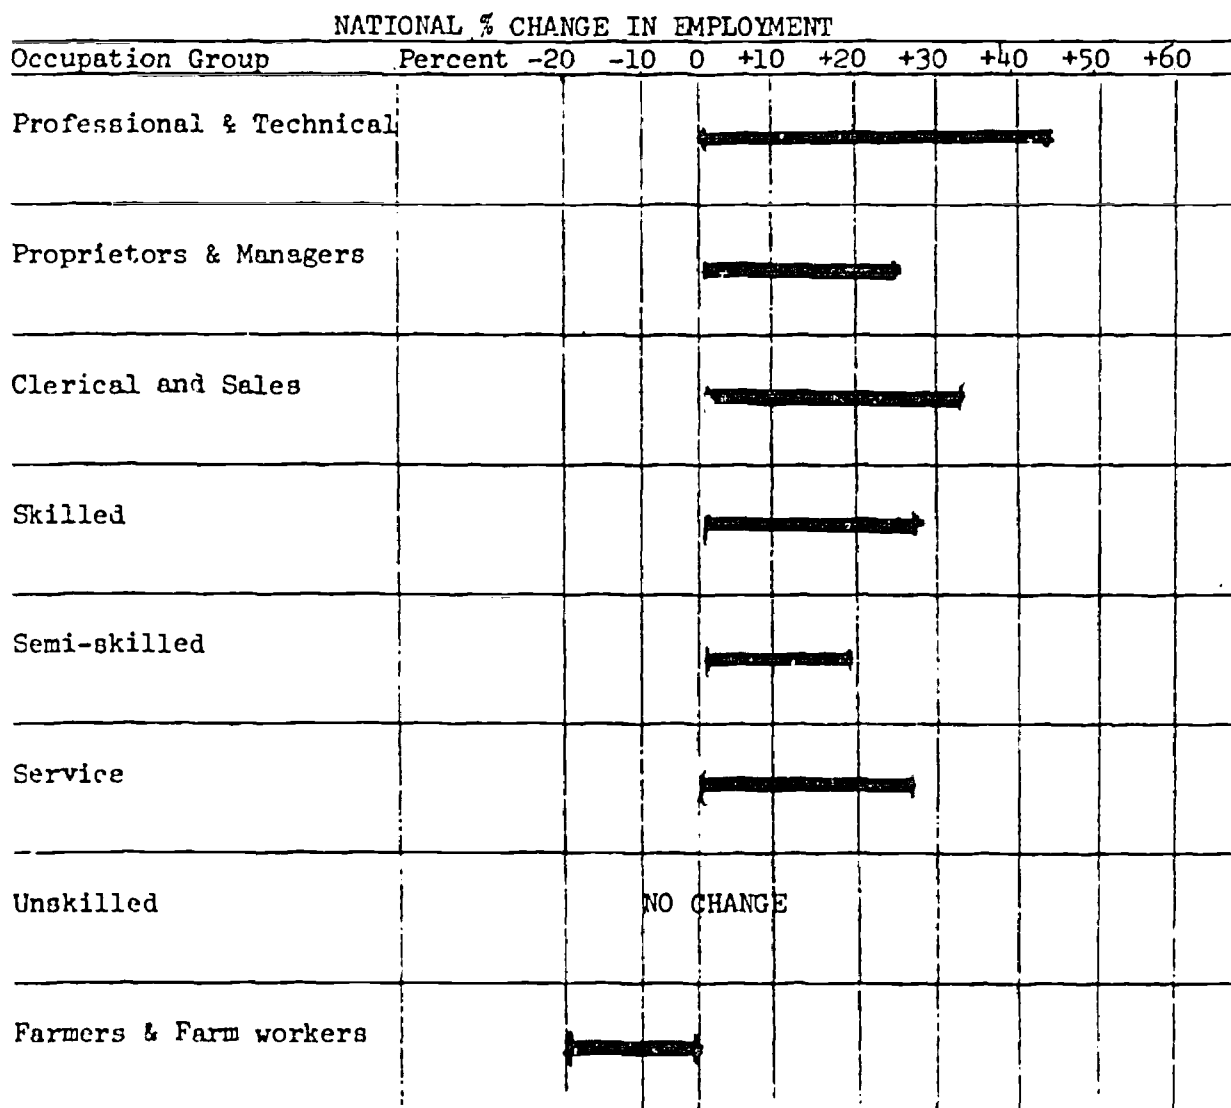 NATIONAL % CHANGE IN EMPLOYMENT
Occupation Group Percent -20 -10 0 +10 +20 +30 +40 +50 +60
Professional & Technical
Proprietors & Managers
Clerical and Sales
Skilled
Semi-skilled
Service
Unskilled NO CHANGE
Farmers & Farm workers